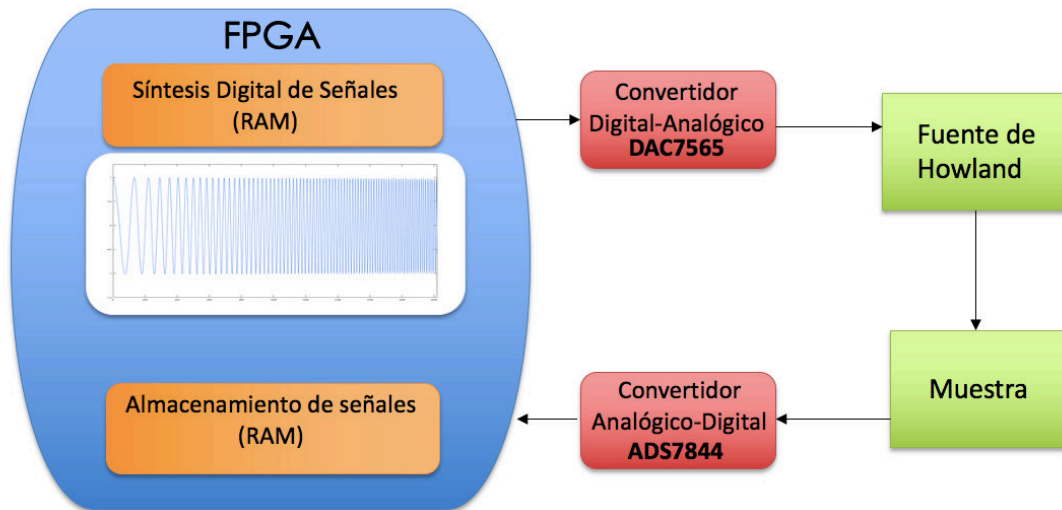 FPGA
Síntesis Digital de Señales
(RAM)
Convertidor
Digital-Analógico
DAC7565
Fuente de
Howland
Almacenamiento de señales
(RAM)
Convertidor
Analógico-Digital
ADS7844
Muestra